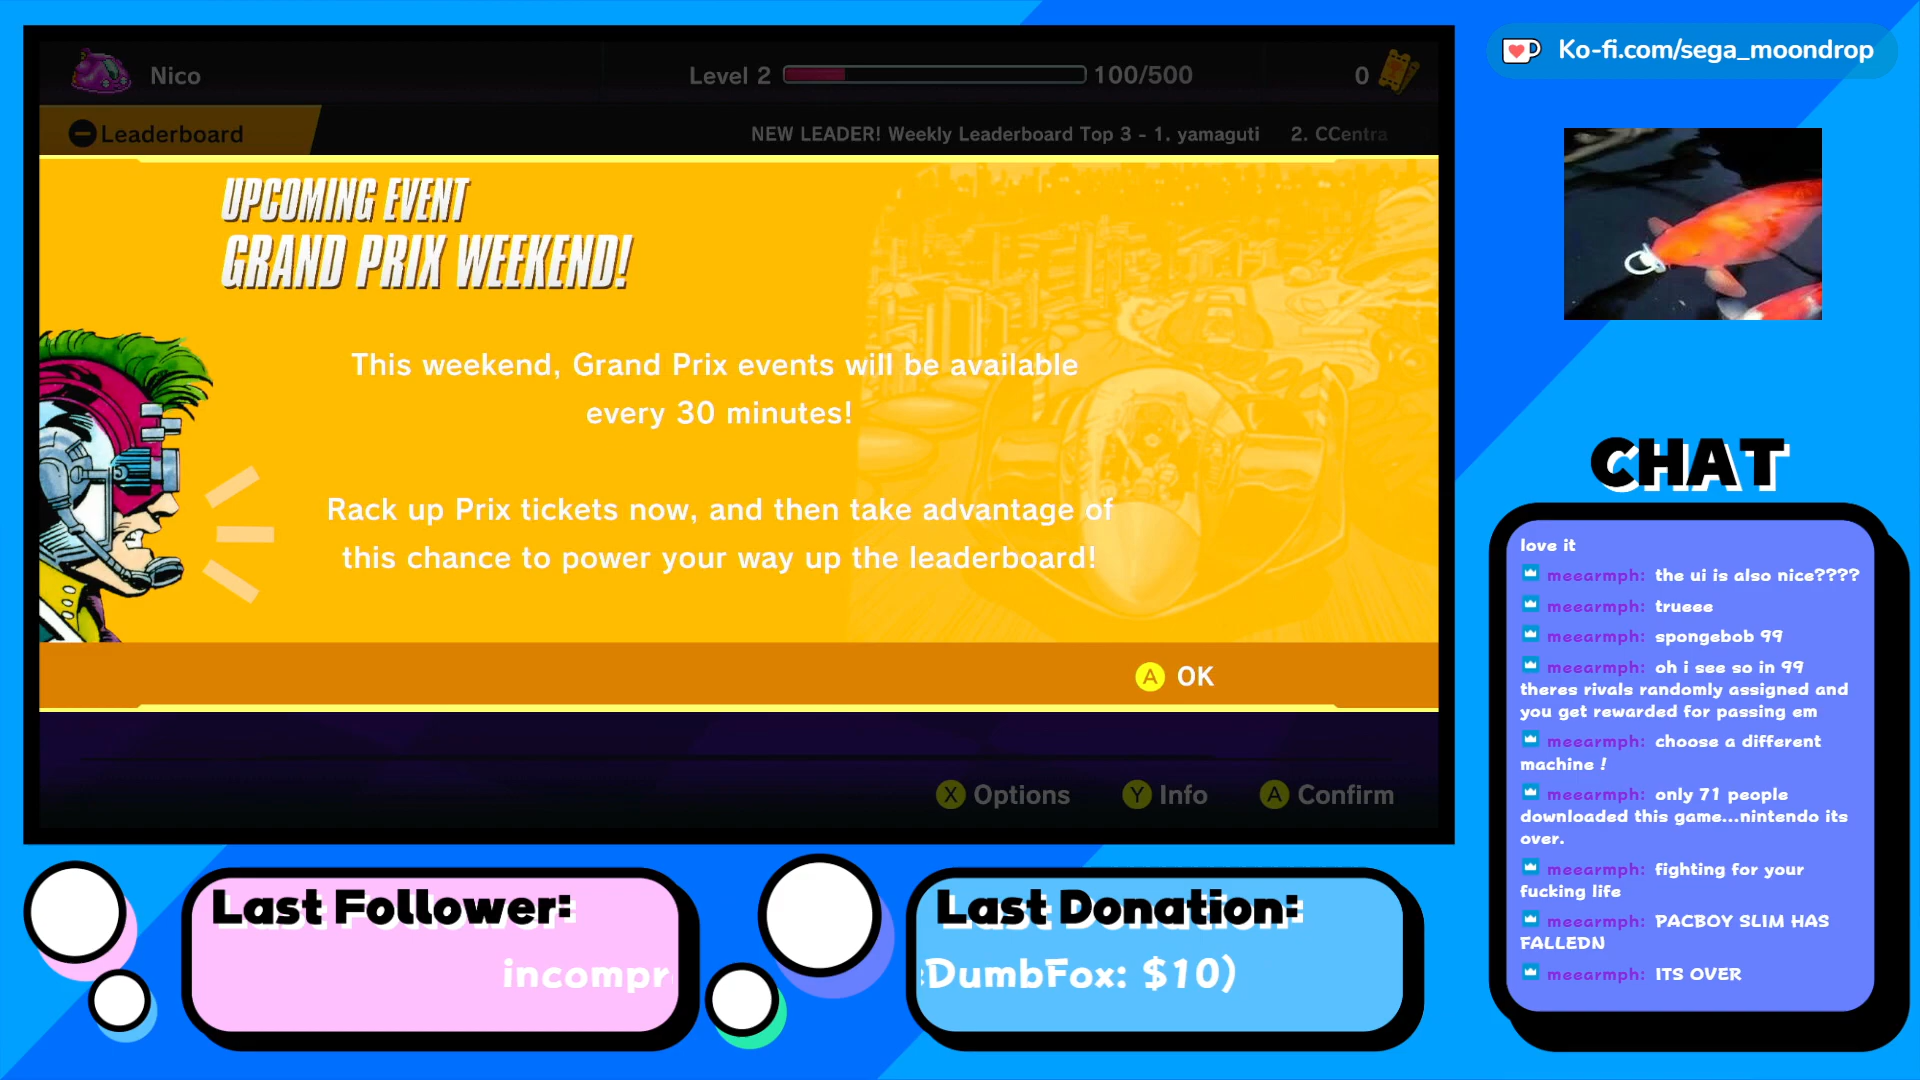 Nico
Level 2
100/500
0
Leaderboard
NEW LEADER! Weekly Leaderboard Top 3 - 1. yamaguti 2. CCentra
UPCOMING EVENT
GRAND PRIX WEEKEND!
This weekend, Grand Prix events will be available
every 30 minutes!
Rack up Prix tickets now, and then take advantage of
this chance to power your way up the leaderboard!
A OK
X Options Y Info A Confirm
Last Follower:
incompr
Last Donation:
DumbFox: $10)
Ko-fi.com/sega_moondrop
CHAT
love it
meearmph: the ui is also nice????
meearmph: trueee
meearmph: spongebob 99
meearmph: oh i see so in 99
theres rivals randomly assigned and
you get rewarded for passing em
meearmph: choose a different
machine !
meearmph: only 71 people
downloaded this game...nintendo its
over.
meearmph: fighting for your
fucking life
meearmph: PACBOY SLIM HAS
FALLEDN
meearmph: ITS OVER